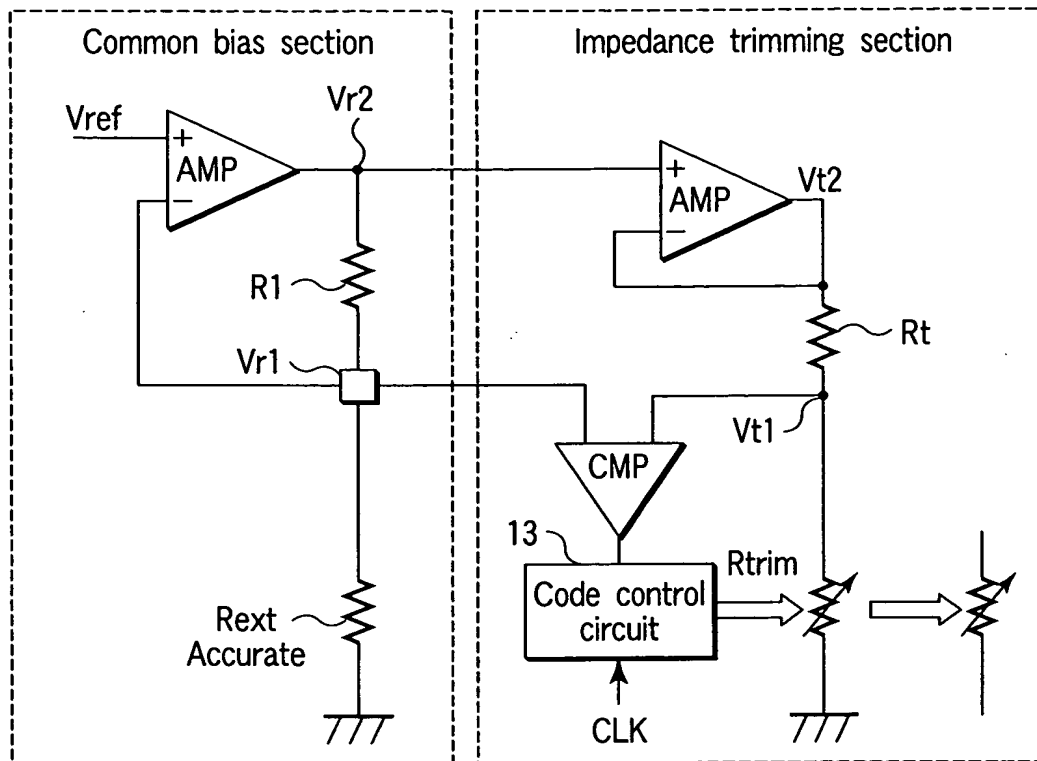 Common bias section
Vref
+
AMP
−
Vr2
R1
Vr1
Rext
Accurate
Impedance trimming section
+
AMP
−
Vt2
Rt
Vt1
CMP
13
Code control
circuit
Rtrim
CLK